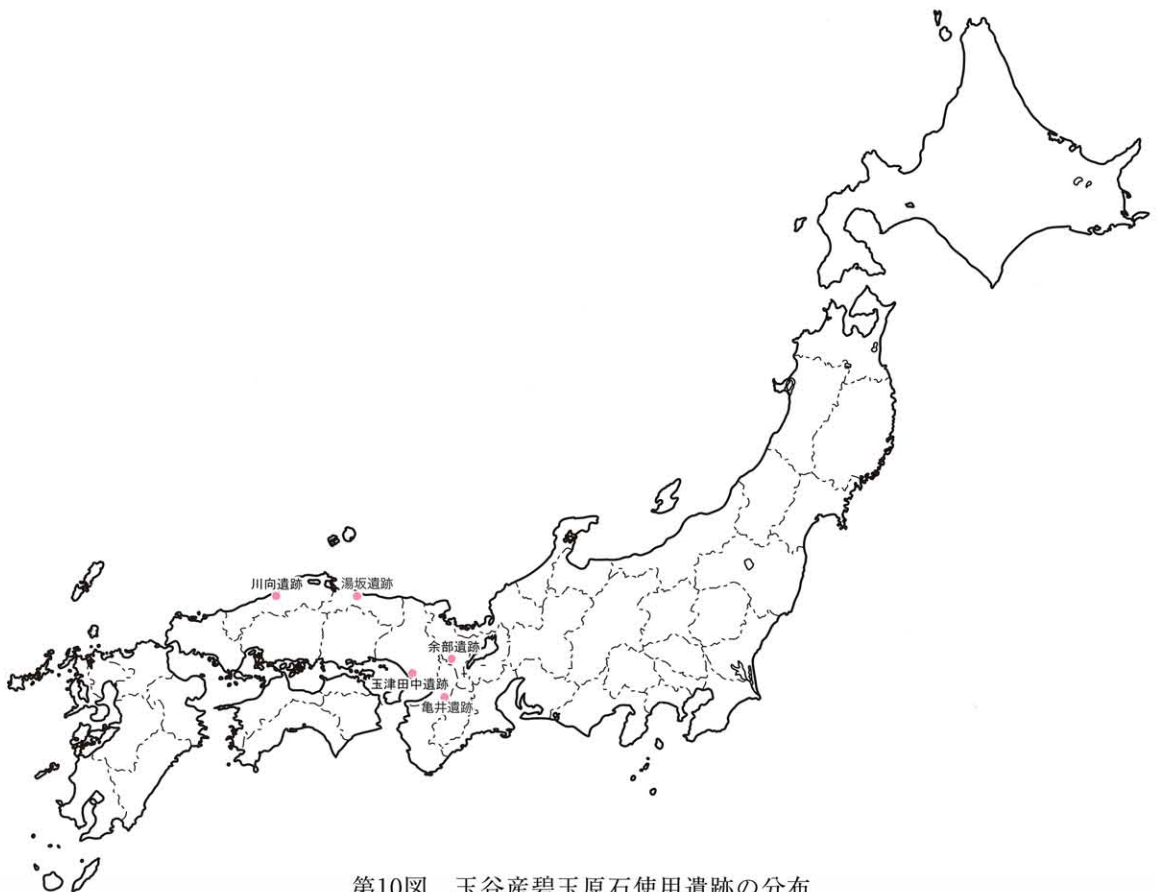 川向遺跡
湯坂遺跡
余部遺跡
玉津田中遺跡
亀井遺跡
第10図 玉谷産碧玉原石使用遺跡の分布